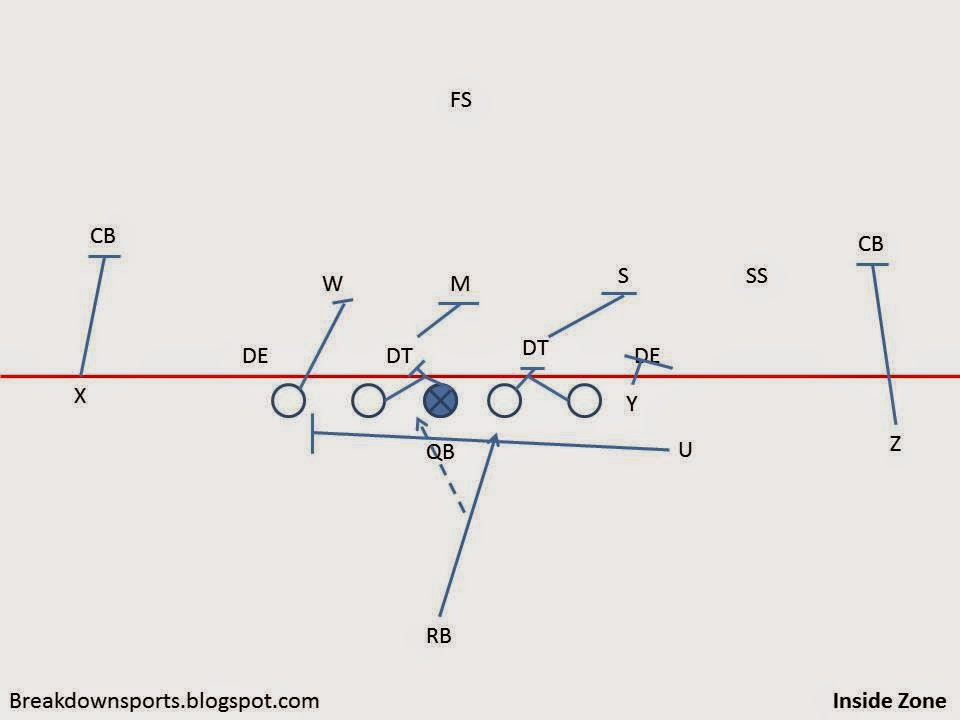 FS
CB
CB
W
M
S
SS
DE
DT
DT
DE
X
Y
QB
U
Z
RB
Breakdownsports.blogspot.com
Inside Zone